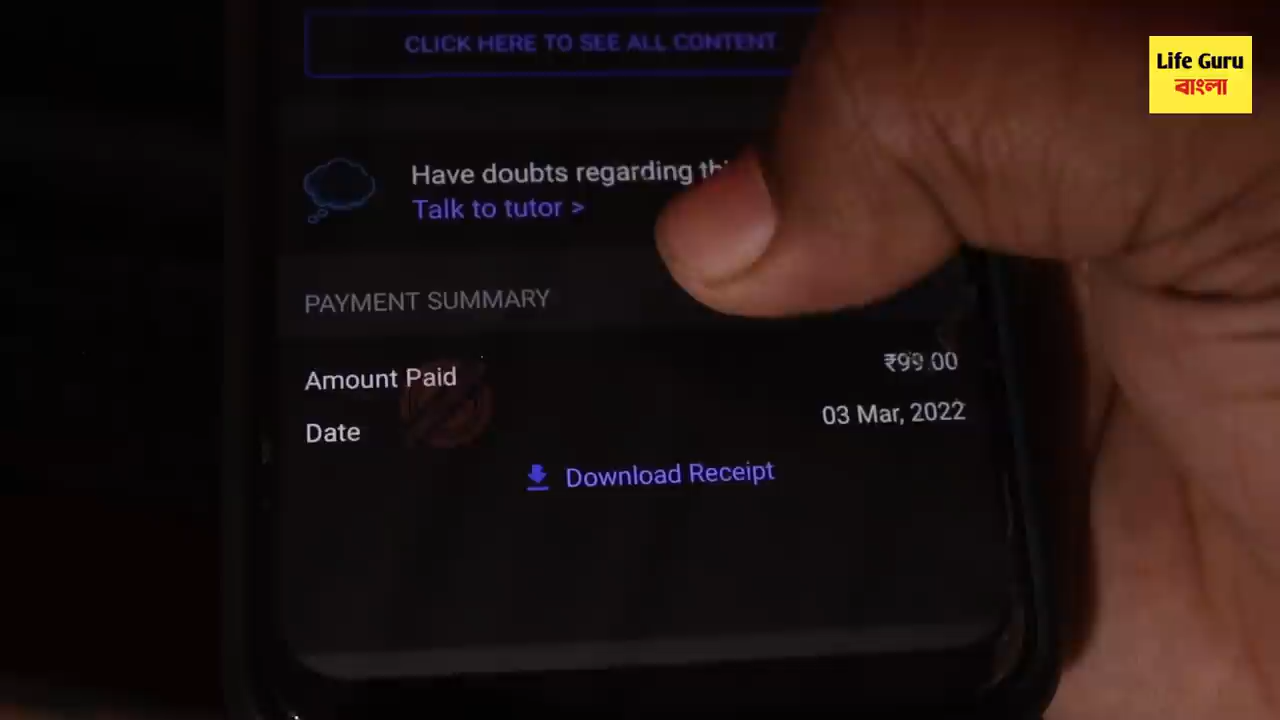 CLICK HERE TO SEE ALL CONTENT
Life Guru
বাংলা
Have doubts regarding
Talk to tutor >
PAYMENT SUMMARY
Amount Paid
₹99.00
Date
03 Mar, 2022
Download Receipt